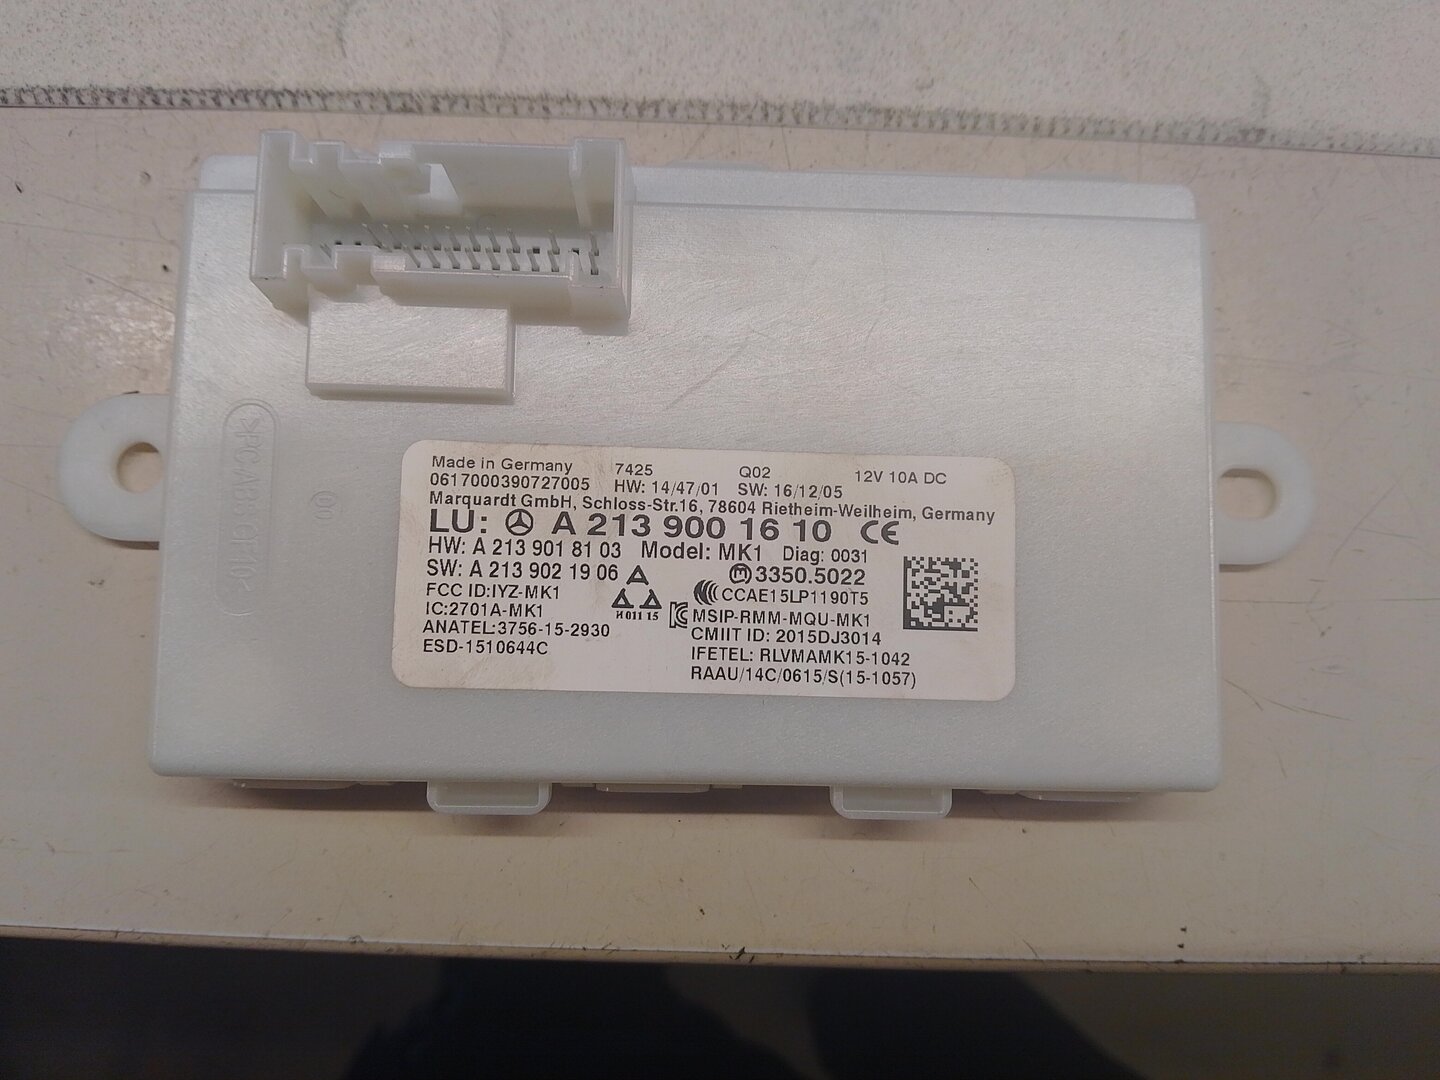 Made in Germany 7425 Q02 12V 10A DC
0617000390727005 HW: 14/47/01 SW: 16/12/05
Marquardt GmbH, Schloss-Str.16, 78604 Rietheim-Weilheim, Germany
LU: A 213 900 16 10 CE
HW: A 213 901 81 03 Model: MK1 Diag: 0031
SW: A 213 902 19 06 M 3350.5022
FCC ID:IYZ-MK1 CCAE15LP1190T5
IC:2701A-MK1 H 011 15 MSIP-RMM-MQU-MK1
ANATEL:3756-15-2930 CMIIT ID: 2015DJ3014
ESD-1510644C IFETEL: RLVMAMK15-1042
RAAU/14C/0615/S(15-1057)